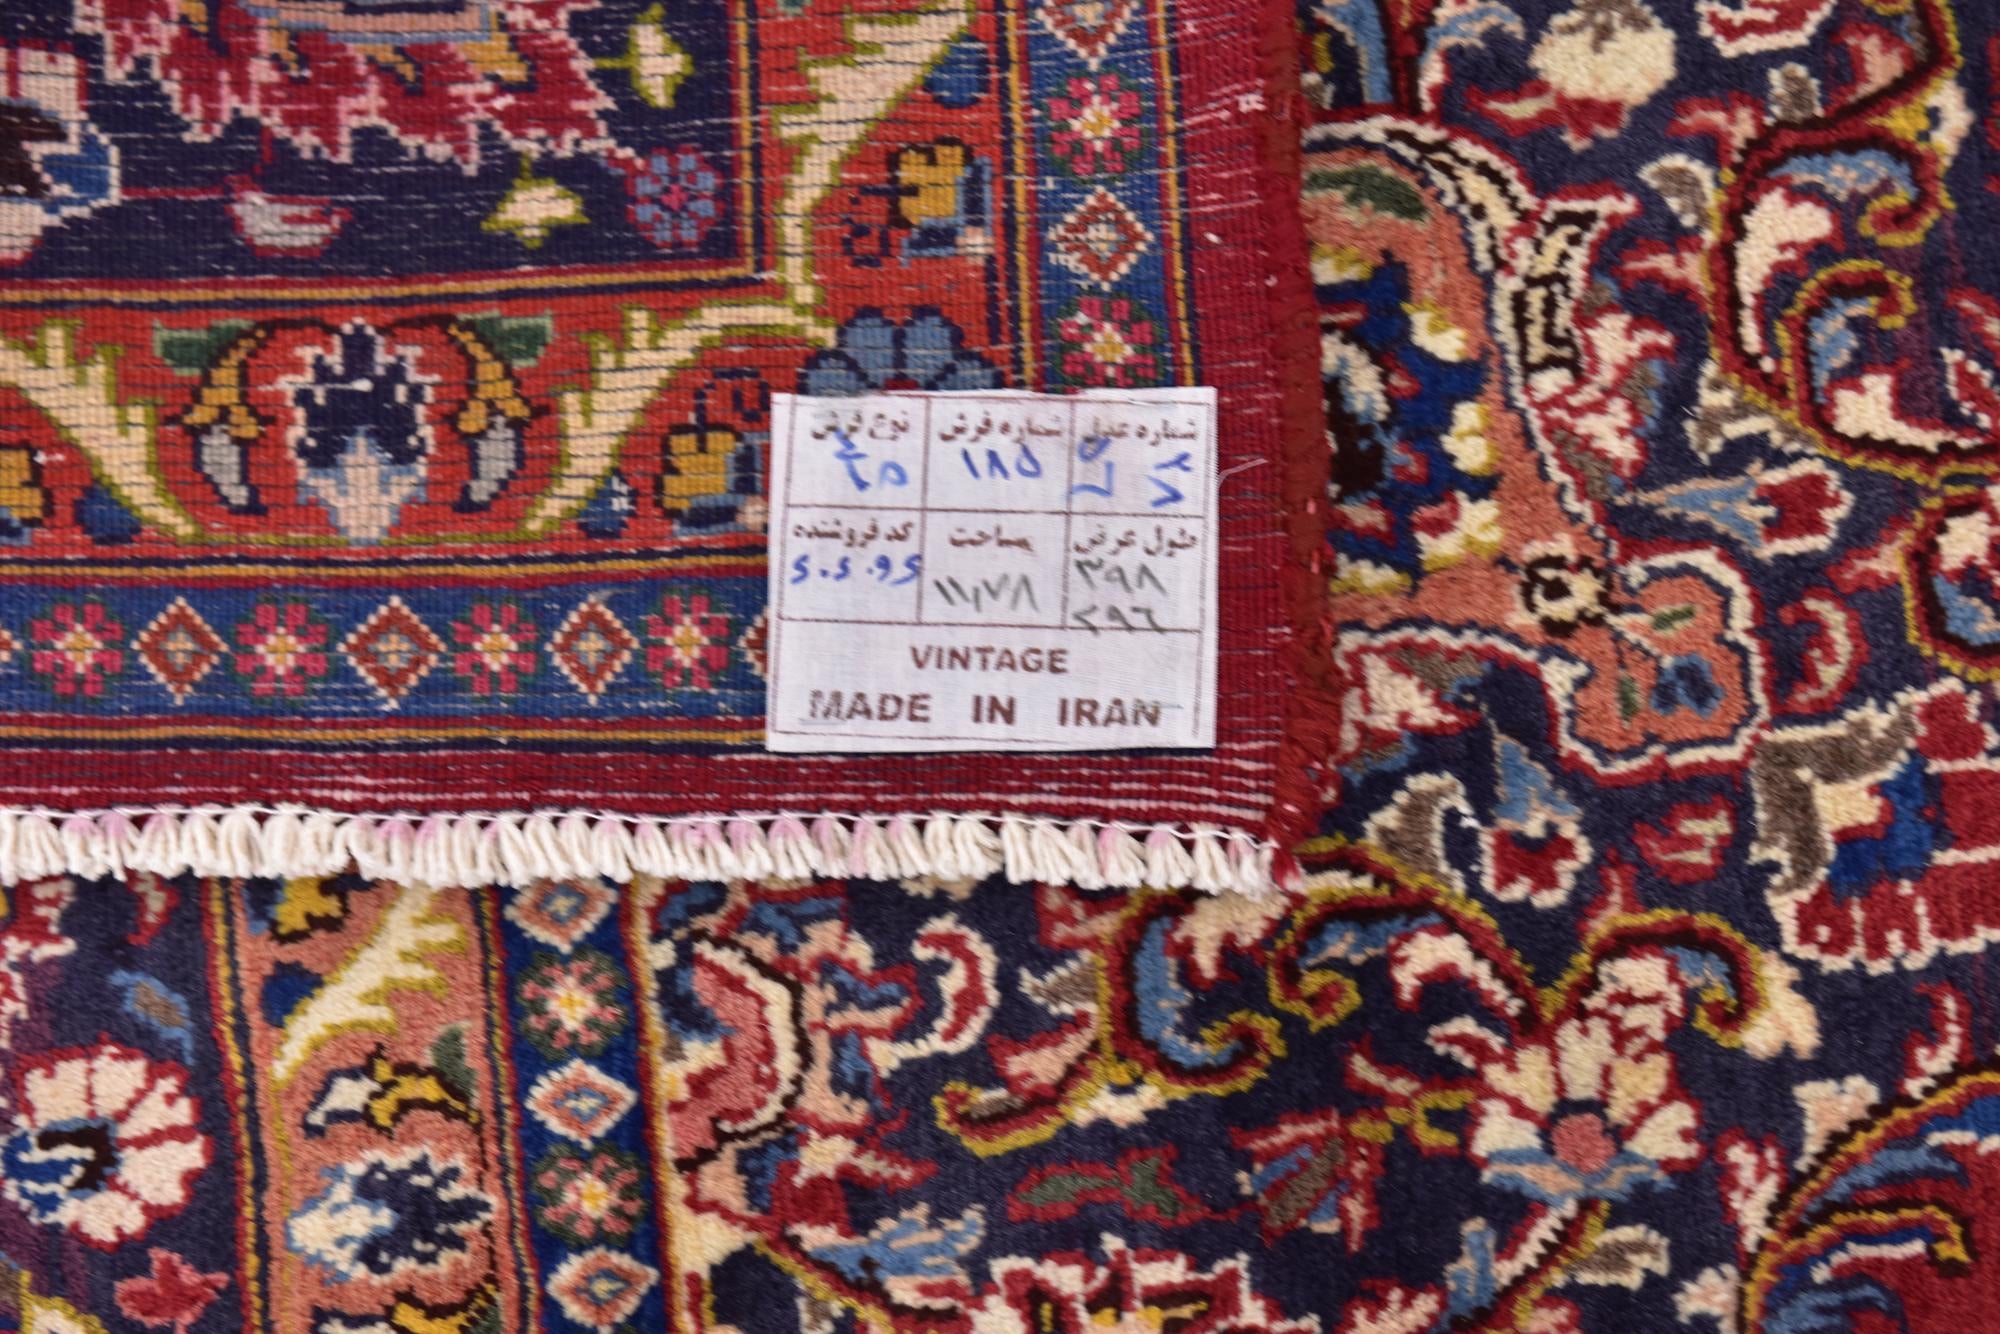 شماره عدل شماره فرش نوع فرش
۱۸۵
طول عرض مساحت کد فروشنده
۳۹۸ ۱۱,۷۸
۲۹۶
VINTAGE
MADE IN IRAN